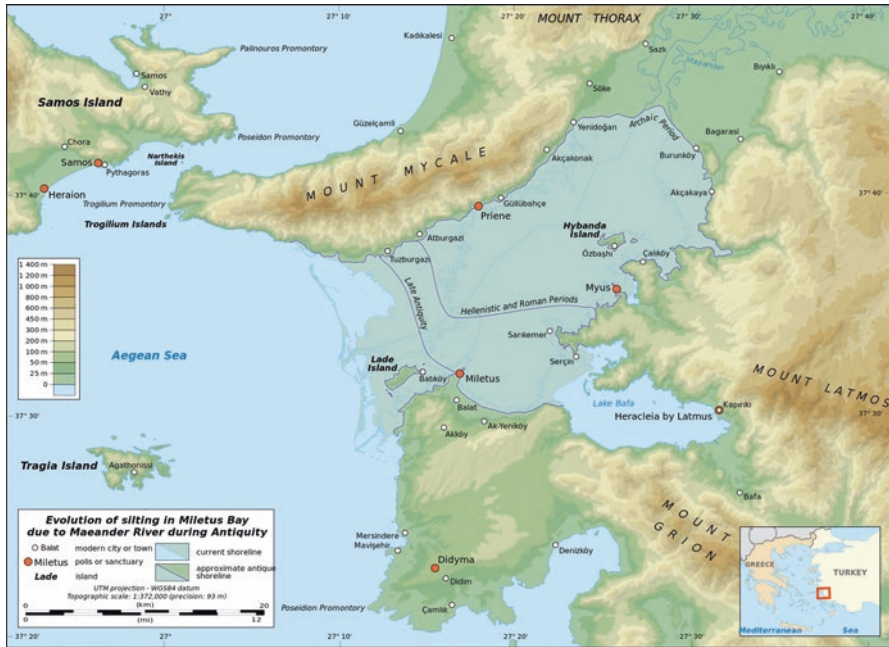 27° 10'
27° 20'
27° 30'
27° 40'
MOUNT THORAX
Kadıkalesi
Sazlı
Maeander
Bıyıklı
Palinouros Promontory
Samos
Vathy
Samos Island
Söke
Güzelçamlı
Yenidoğan
Archaic Period
Bagarasi
Poseidon Promontory
Chora
Narthekis
Island
Samos
Pythagoras
MOUNT MYCALE
Akçakonak
Burunköy
Heraion
37° 40'
Trogilium Promontory
Akçakaya
37° 40'
Trogilium Islands
Güllübahçe
Priene
Hybanda
Island
Atburgazi
Özbaşhı
Tuzburgazi
Çalıköy
1 400 m
1 200 m
1 000 m
800 m
600 m
450 m
300 m
200 m
100 m
50 m
25 m
0
Late Antiquity
Hellenistic and Roman Periods
Myus
Aegean Sea
Sarıkemer
Serçin
Lade
Island
Batıköy
Miletus
MOUNT LATMOS
Balat
Lake Bafa
Kapırıkı
Heracleia by Latmus
37° 30'
37° 30'
Akköy
Ak-Yeniköy
Tragia Island
Agathonissi
Bafa
MOUNT
GRION
Evolution of silting in Miletus Bay
due to Maeander River during Antiquity
Balat modern city or town
Miletus polis or sanctuary
Lade island
current shoreline
approximate antique
shoreline
UTM projection - WGS84 datum
Topographic scale: 1:372,000 (precision: 93 m)
0 (km) 20
0 (mi) 12
Mersindere
Mavişehir
Denizköy
Didyma
Didim
Çamlık
Poseidion Promontory
GREECE
TURKEY
Mediterranean Sea
37° 20'
27° 10'
27° 20'
27° 30'
37° 20'